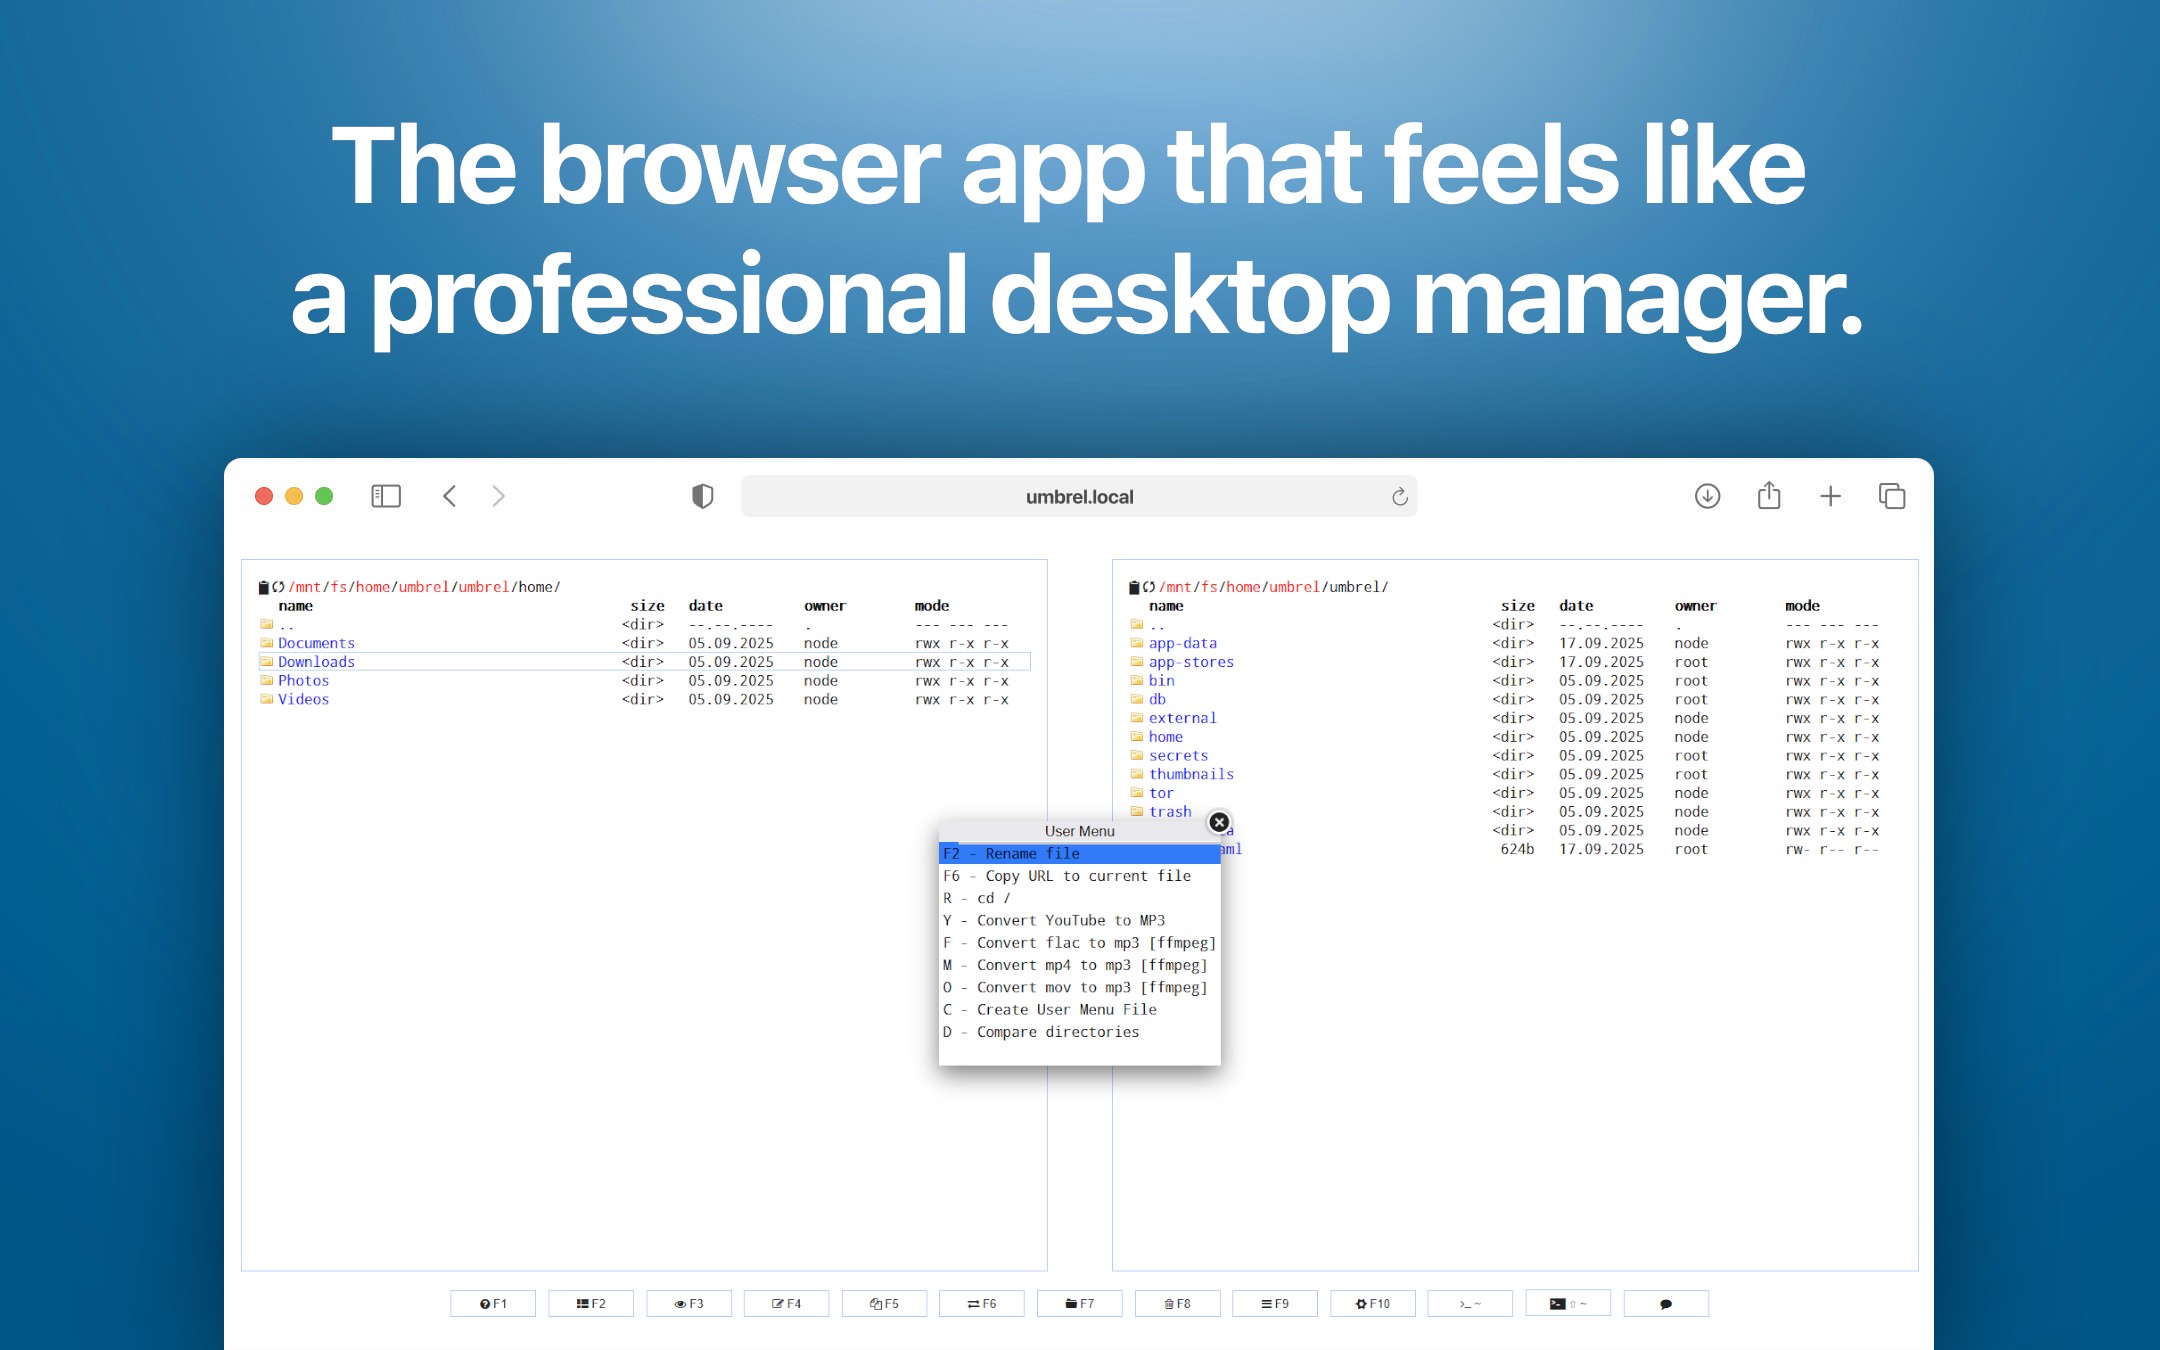 The browser app that feels like
a professional desktop manager.
umbrel.local
/mnt/fs/home/umbrel/umbrel/home/
name size date owner mode
.. <dir> --.--.---- . --- --- ---
Documents <dir> 05.09.2025 node rwx r-x r-x
Downloads <dir> 05.09.2025 node rwx r-x r-x
Photos <dir> 05.09.2025 node rwx r-x r-x
Videos <dir> 05.09.2025 node rwx r-x r-x
/mnt/fs/home/umbrel/umbrel/
name size date owner mode
.. <dir> --.--.---- . --- --- ---
app-data <dir> 17.09.2025 node rwx r-x r-x
app-stores <dir> 17.09.2025 root rwx r-x r-x
bin <dir> 05.09.2025 root rwx r-x r-x
db <dir> 05.09.2025 root rwx r-x r-x
external <dir> 05.09.2025 node rwx r-x r-x
home <dir> 05.09.2025 node rwx r-x r-x
secrets <dir> 05.09.2025 root rwx r-x r-x
thumbnails <dir> 05.09.2025 root rwx r-x r-x
tor <dir> 05.09.2025 node rwx r-x r-x
trash <dir> 05.09.2025 node rwx r-x r-x
<dir> 05.09.2025 node rwx r-x r-x
aml 624b 17.09.2025 root rw- r-- r--
User Menu
F2 - Rename file
F6 - Copy URL to current file
R - cd /
Y - Convert YouTube to MP3
F - Convert flac to mp3 [ffmpeg]
M - Convert mp4 to mp3 [ffmpeg]
O - Convert mov to mp3 [ffmpeg]
C - Create User Menu File
D - Compare directories
F1 F2 F3 F4 F5 F6 F7 F8 F9 F10 >_ ~ >_ ⇧ ~